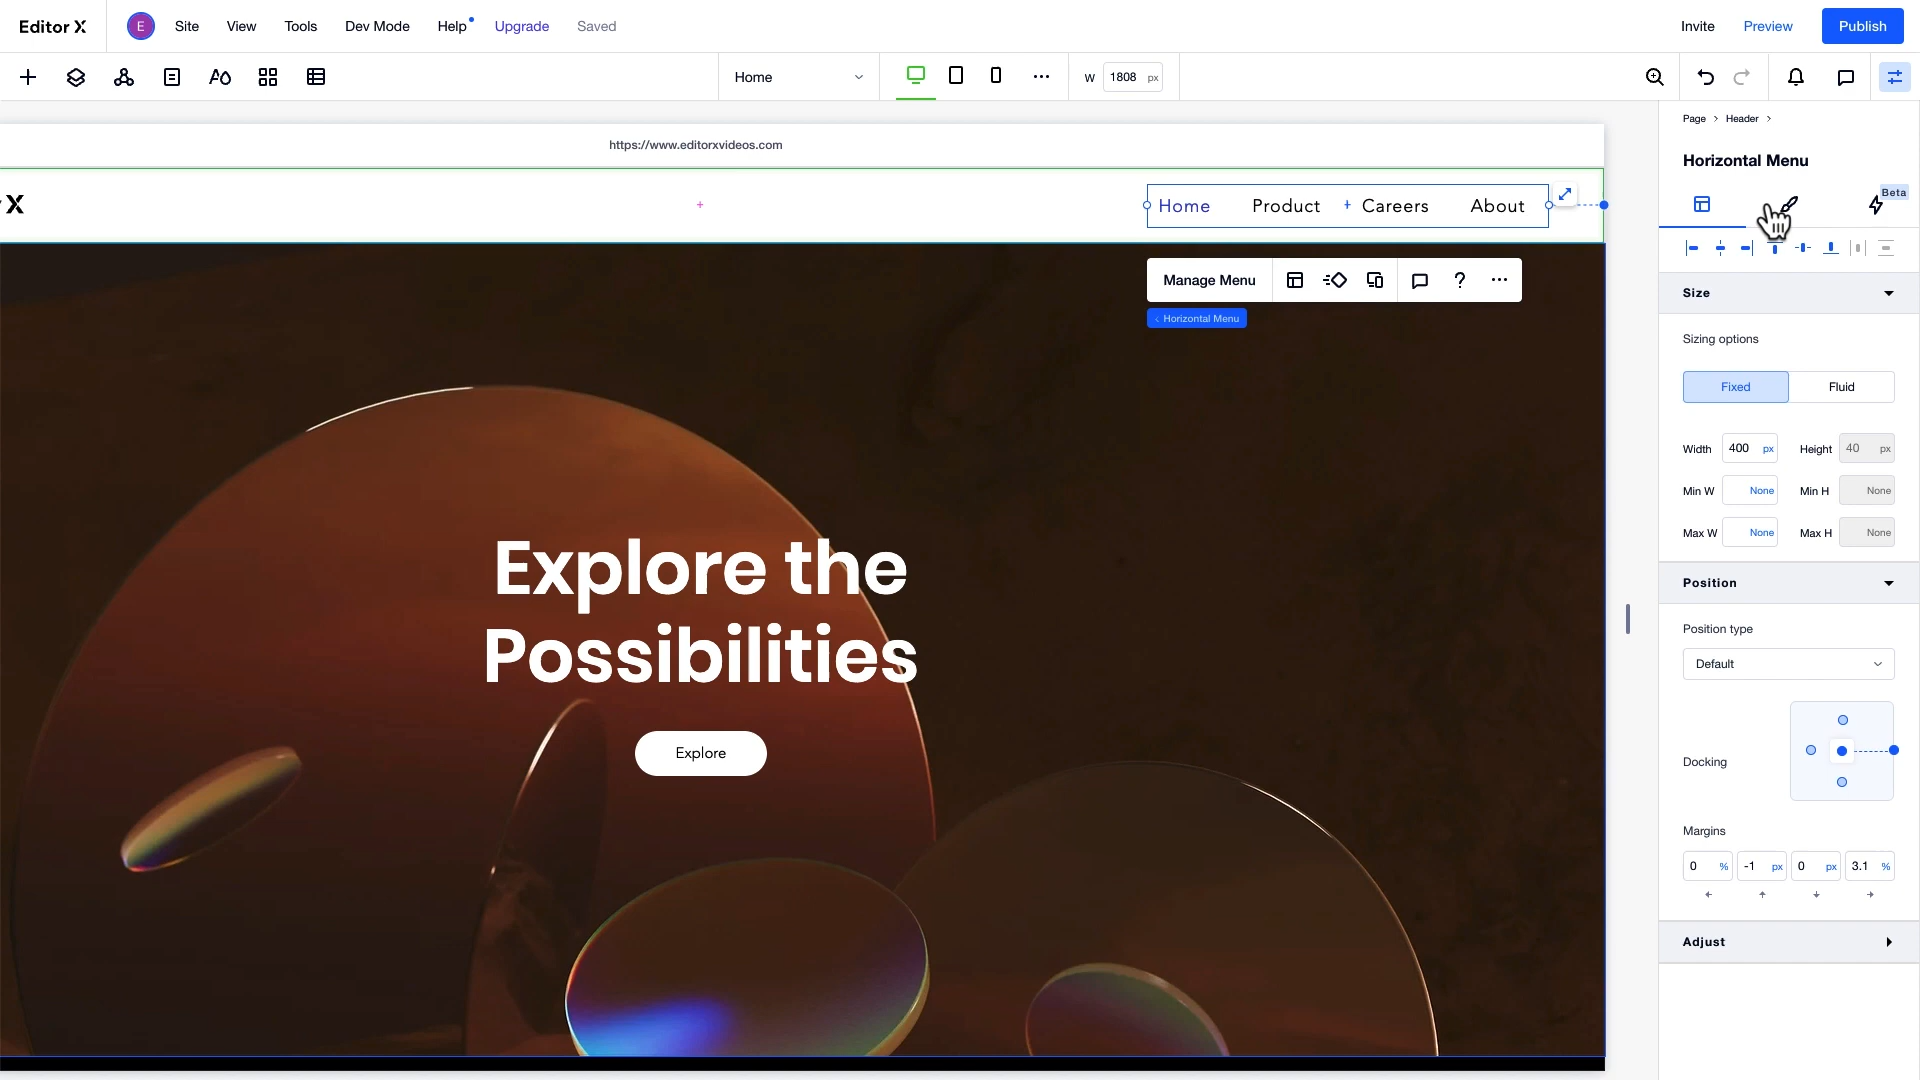 Editor X
E
Site
View
Tools
Dev Mode
Help
Upgrade
Saved
Invite
Preview
Publish
Home
W
1808 px
Page > Header >
https://www.editorxvideos.com
Horizontal Menu
Beta
X
Home
Product
Careers
About
Manage Menu
?
< Horizontal Menu
Size
Sizing options
Fixed
Fluid
Width 400 px
Height 40 px
Min W None
Min H None
Max W None
Max H None
Explore the
Possibilities
Explore
Position
Position type
Default
Docking
Margins
0 %
-1 px
0 px
3.1 %
Adjust